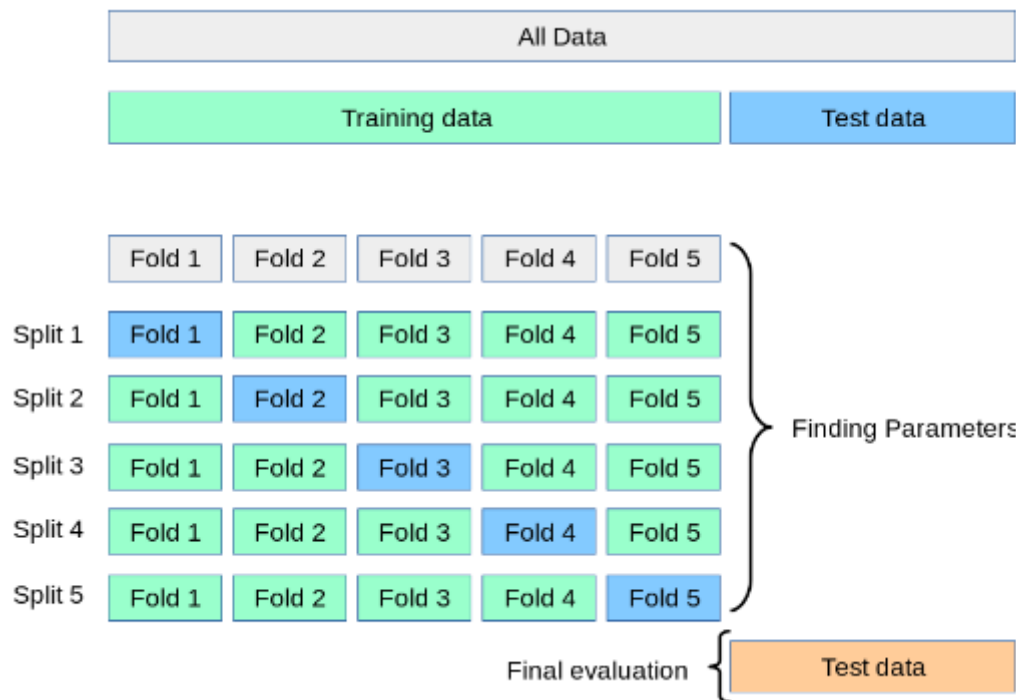 All Data
Training data Test data
Fold 1 Fold 2 Fold 3 Fold 4 Fold 5
Split 1 Fold 1 Fold 2 Fold 3 Fold 4 Fold 5
Split 2 Fold 1 Fold 2 Fold 3 Fold 4 Fold 5
Finding Parameters
Split 3 Fold 1 Fold 2 Fold 3 Fold 4 Fold 5
Split 4 Fold 1 Fold 2 Fold 3 Fold 4 Fold 5
Split 5 Fold 1 Fold 2 Fold 3 Fold 4 Fold 5
Final evaluation Test data